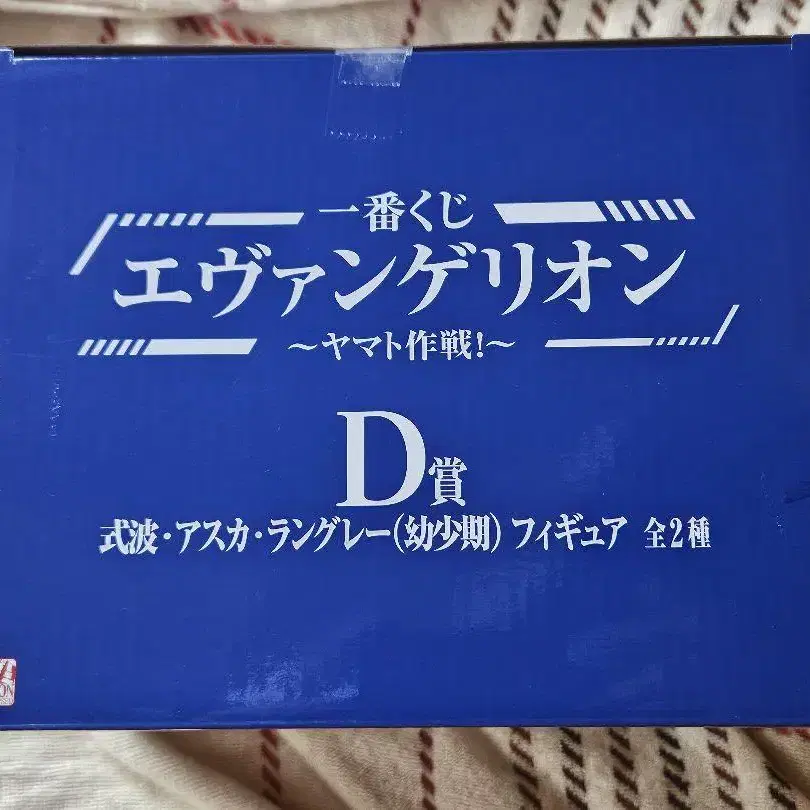 一番くじ
エヴァンゲリオン
～ヤマト作戦!～
D賞
式波・アスカ・ラングレー(幼少期) フィギュア 全2種